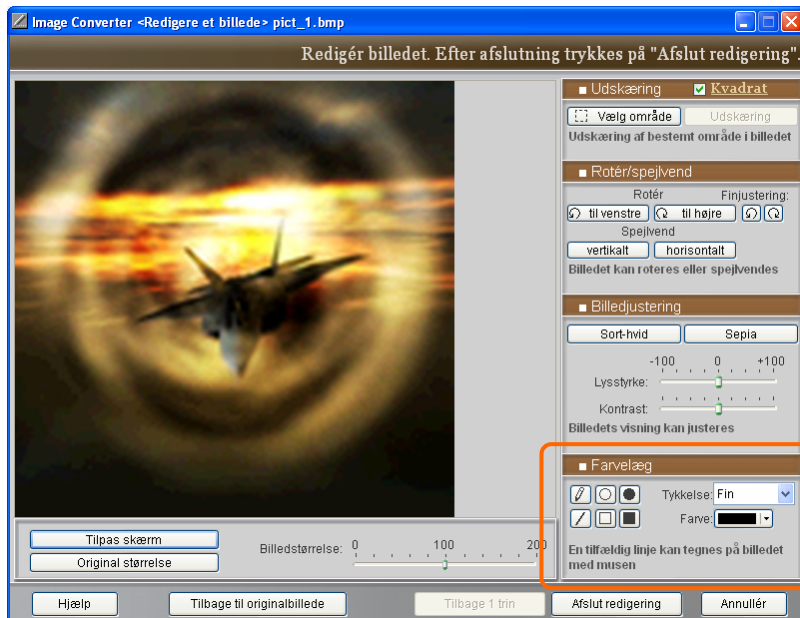 Image Converter <Redigere et billede> pict_1.bmp
Redigér billedet. Efter afslutning trykkes på "Afslut redigering".
Udskæring Kvadrat
Vælg område Udskæring
Udskæring af bestemt område i billedet
Rotér/spejlvend
Rotér Finjustering:
til venstre til højre
Spejlvend
vertikalt horisontalt
Billedet kan roteres eller spejlvendes
Billedjustering
Sort-hvid Sepia
-100 0 +100
Lysstyrke:
Kontrast:
Billedets visning kan justeres
Farvelæg
Tykkelse: Fin
Farve:
En tilfældig linje kan tegnes på billedet
med musen
Tilpas skærm
Original størrelse
Billedstørrelse: 0 100 200
Hjælp Tilbage til originalbillede Tilbage 1 trin Afslut redigering Annullér